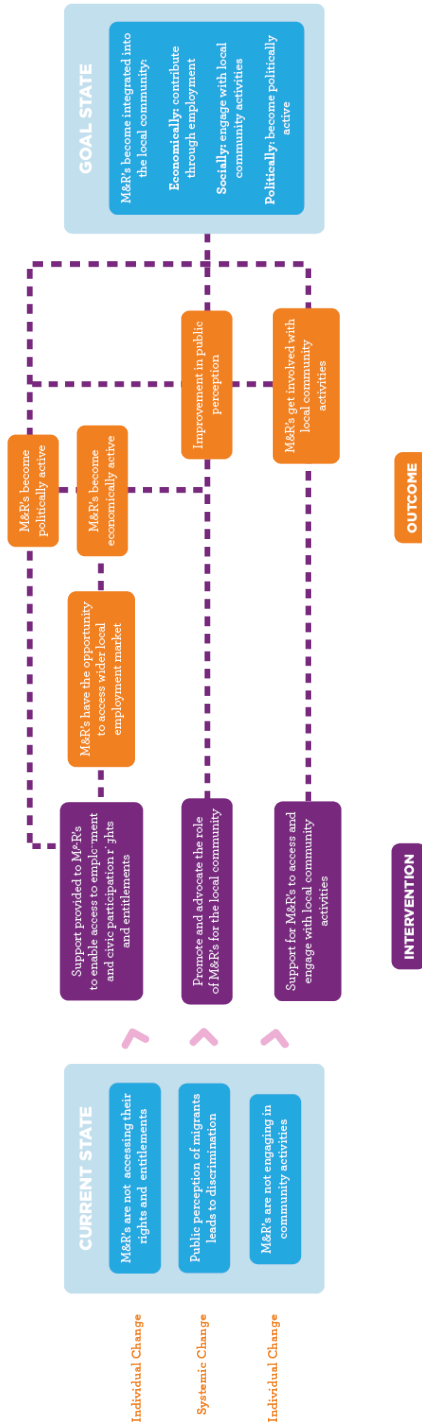 Individual Change
Systemic Change
Individual Change
CURRENT STATE
M&R's are not accessing their
rights and entitlements
Public perception of migrants
leads to discrimination
M&R's are not engaging in
community activities
Support provided to M&R's
to enable access to employment
and civic participation rights
and entitlements
Promote and advocate the role
of M&R's for the local community
Support for M&R's to access and
engage with local community
activities
INTERVENTION
M&R's have the opportunity
to access wider local
employment market
M&R's become
politically active
M&R's become
economically active
Improvement in public
perception
M&R's get involved with
local community
activities
OUTCOME
GOAL STATE
M&R's become integrated into
the local community:
Economically: contribute
through employment
Socially: engage with local
community activities
Politically: become politically
active